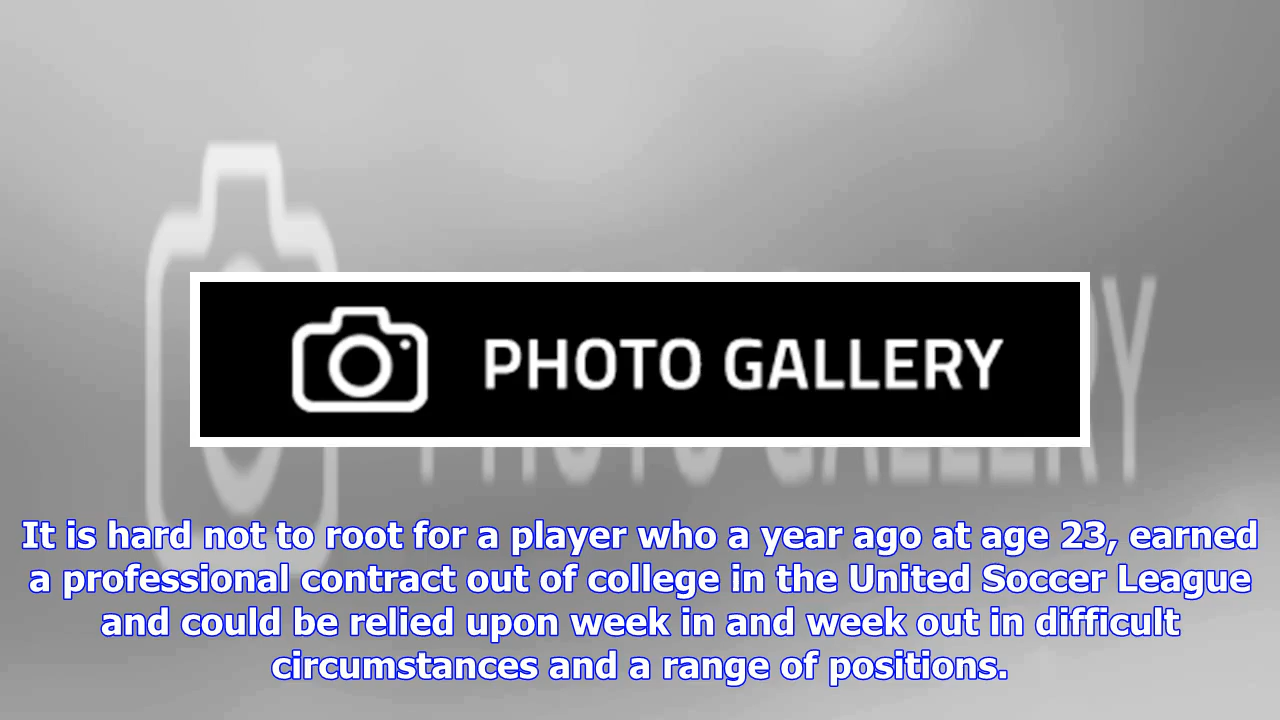 PHOTO GALLERY
It is hard not to root for a player who a year ago at age 23, earned
a professional contract out of college in the United Soccer League
and could be relied upon week in and week out in difficult
circumstances and a range of positions.